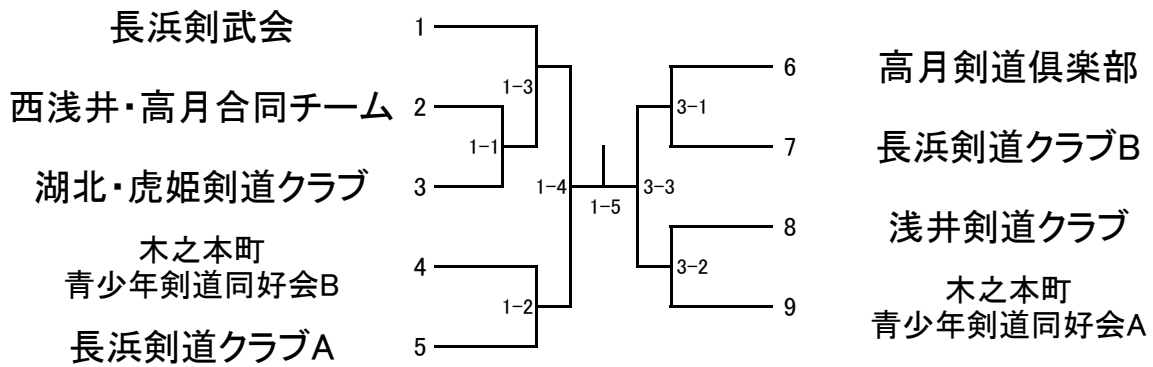 長浜剣武会
1
西浅井・高月合同チーム
2
湖北・虎姫剣道クラブ
3
木之本町
青少年剣道同好会B
4
長浜剣道クラブA
5
1-3
1-1
1-2
1-4
1-5
3-3
3-1
3-2
6
高月剣道倶楽部
7
長浜剣道クラブB
8
浅井剣道クラブ
9
木之本町
青少年剣道同好会A